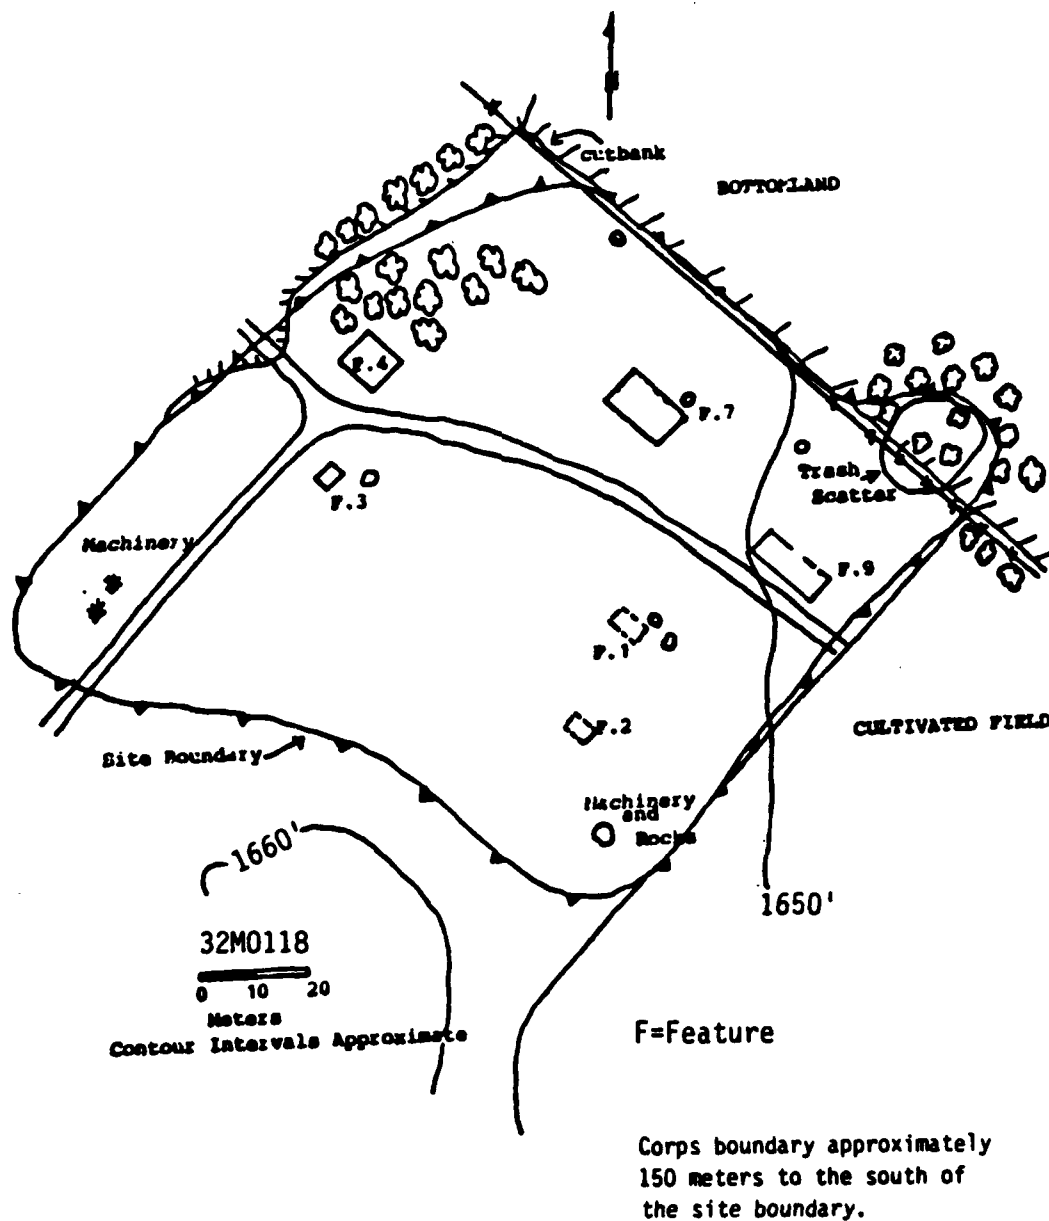 N
cutbank
BOTTOMLAND
F.4
F.7
Trash
Scatter
F.3
Machinery
F.9
F.1
F.2
CULTIVATED FIELD
Site Boundary
Machinery
and
Rocks
1660'
1650'
32MO118
0 10 20
Meters
Contour Intervals Approximate
F=Feature
Corps boundary approximately
150 meters to the south of
the site boundary.